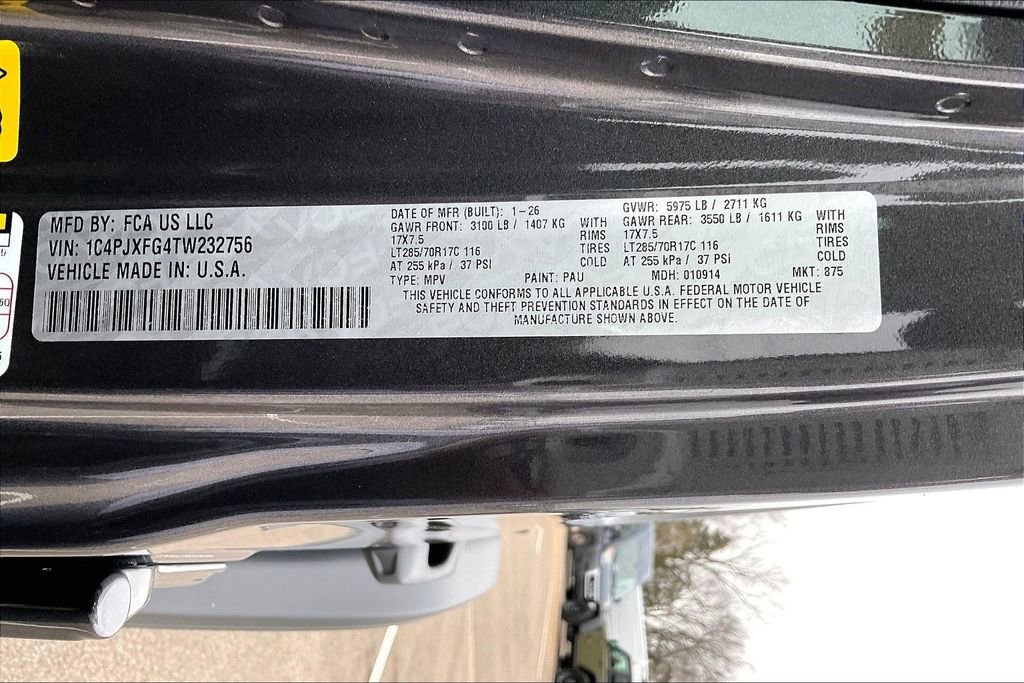 MFD BY: FCA US LLC
VIN: 1C4PJXFG4TW232756
VEHICLE MADE IN: U.S.A.
DATE OF MFR (BUILT): 1-26
GAWR FRONT: 3100 LB / 1407 KG WITH
17X7.5 RIMS
LT285/70R17C 116 TIRES
AT 255 kPa / 37 PSI COLD
GVWR: 5975 LB / 2711 KG
GAWR REAR: 3550 LB / 1611 KG WITH
17X7.5 RIMS
LT285/70R17C 116 TIRES
AT 255 kPa / 37 PSI COLD
TYPE: MPV PAINT: PAU MDH: 010914 MKT: 875
THIS VEHICLE CONFORMS TO ALL APPLICABLE U.S.A. FEDERAL MOTOR VEHICLE
SAFETY AND THEFT PREVENTION STANDARDS IN EFFECT ON THE DATE OF
MANUFACTURE SHOWN ABOVE.